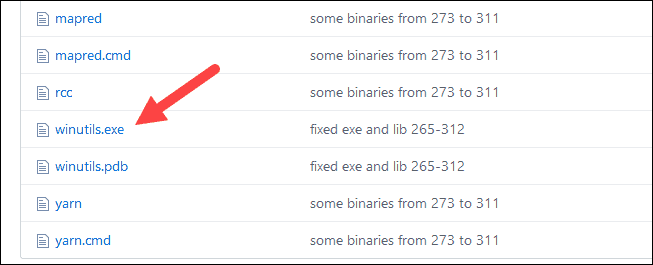 mapred some binaries from 273 to 311
mapred.cmd some binaries from 273 to 311
rcc some binaries from 273 to 311
winutils.exe fixed exe and lib 265-312
winutils.pdb fixed exe and lib 265-312
yarn some binaries from 273 to 311
yarn.cmd some binaries from 273 to 311